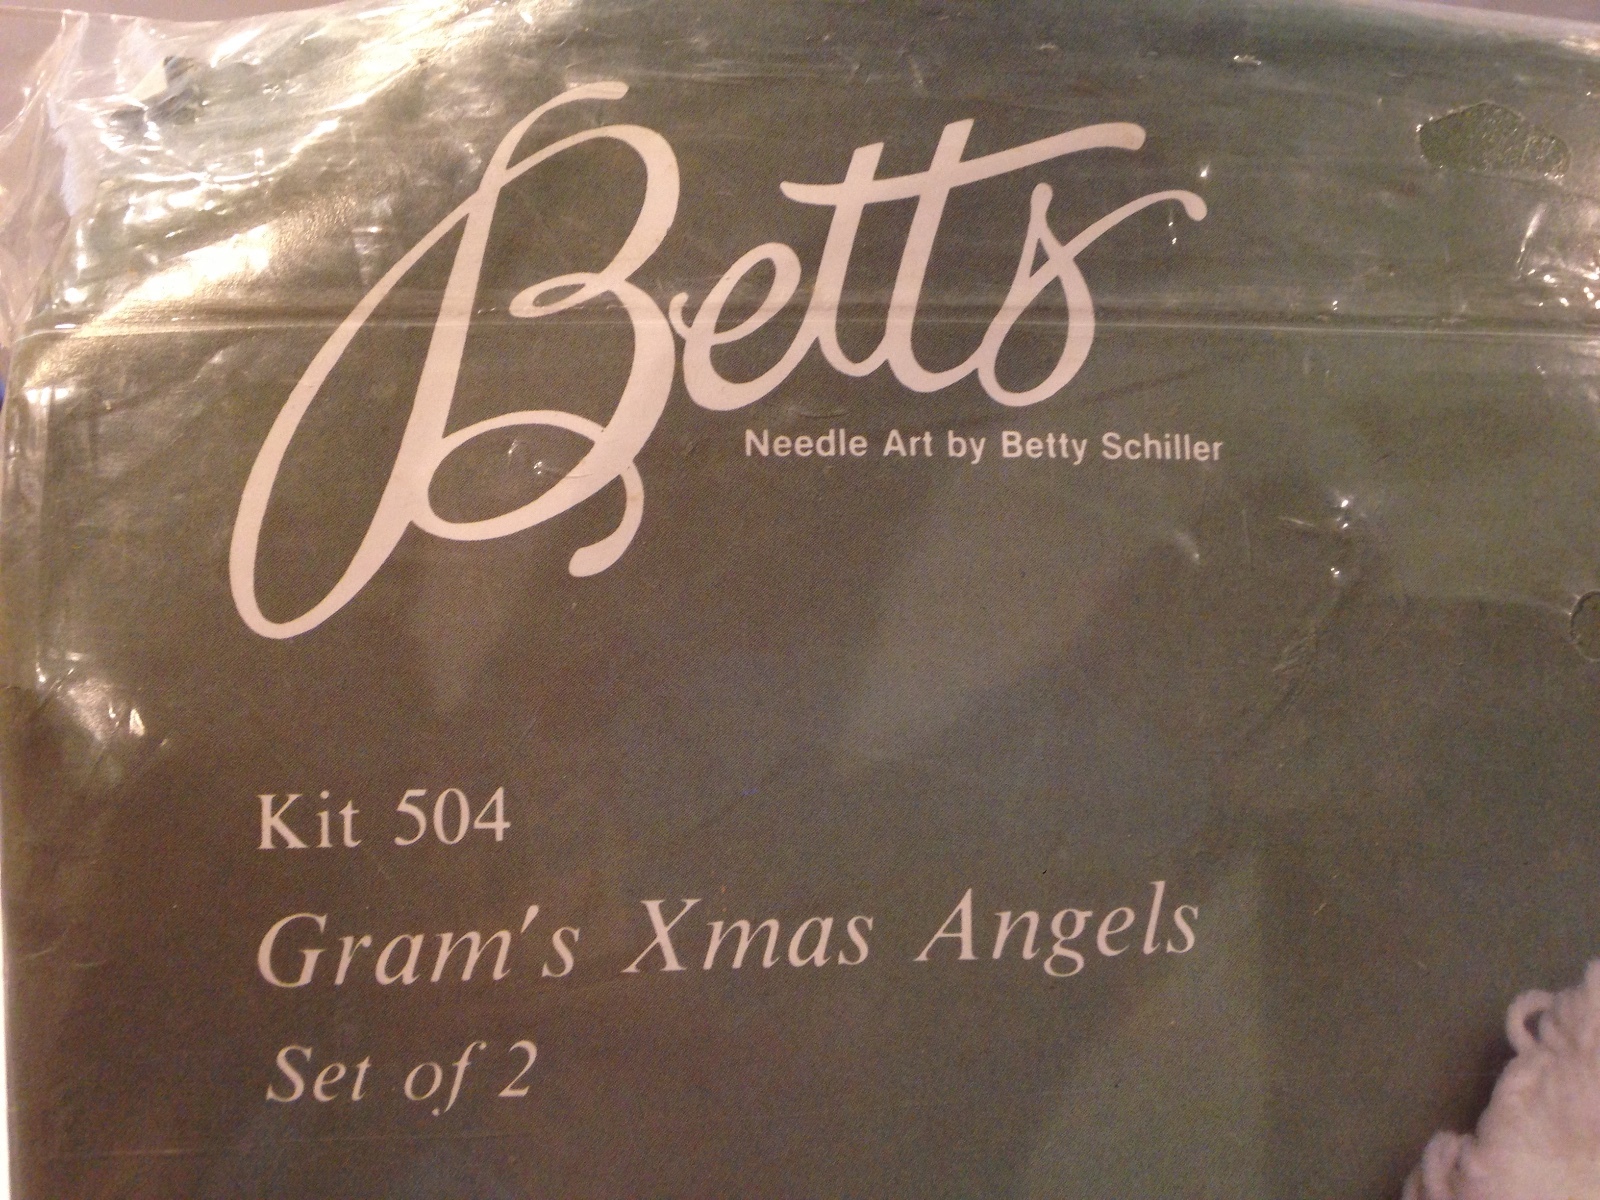 Betts
Needle Art by Betty Schiller
Kit 504
Gram's Xmas Angels
Set of 2